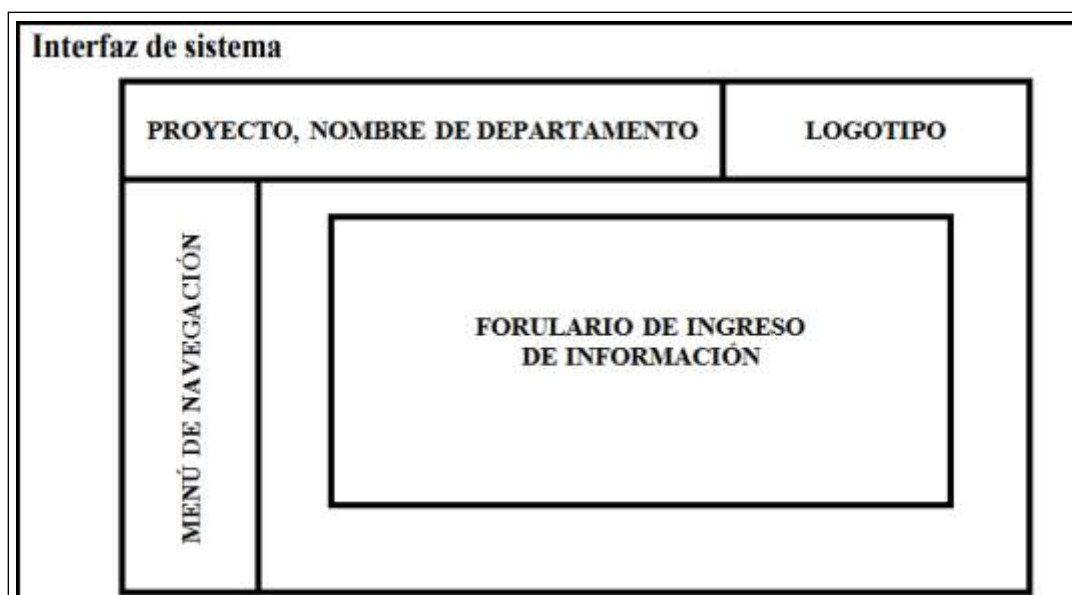 Interfaz de sistema
PROYECTO, NOMBRE DE DEPARTAMENTO
LOGOTIPO
MENÚ DE NAVEGACIÓN
FORULARIO DE INGRESO
DE INFORMACIÓN